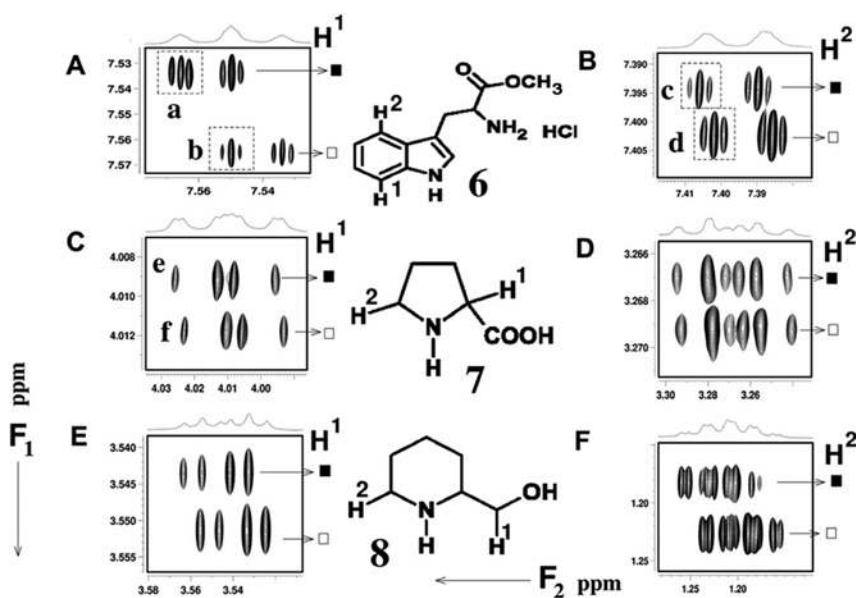 H1
A
7.53
7.54
7.55
7.56
7.57
a
b
■
□
7.56 7.54
O
OCH3
H2
NH2 HCl
N
H
H1
6
H2
B
7.390
7.395
7.400
7.405
c
d
■
□
7.41 7.40 7.39
C
H1
4.008
4.010
4.012
e
f
■
□
4.03 4.02 4.01 4.00
H1
H2
N
H
COOH
7
D
H2
3.266
3.268
3.270
■
□
3.30 3.28 3.26
F1 ppm
E
H1
3.540
3.545
3.550
3.555
■
□
3.58 3.56 3.54
H2
N
H
OH
H1
8
F2 ppm
F
H2
1.20
1.25
■
□
1.25 1.20